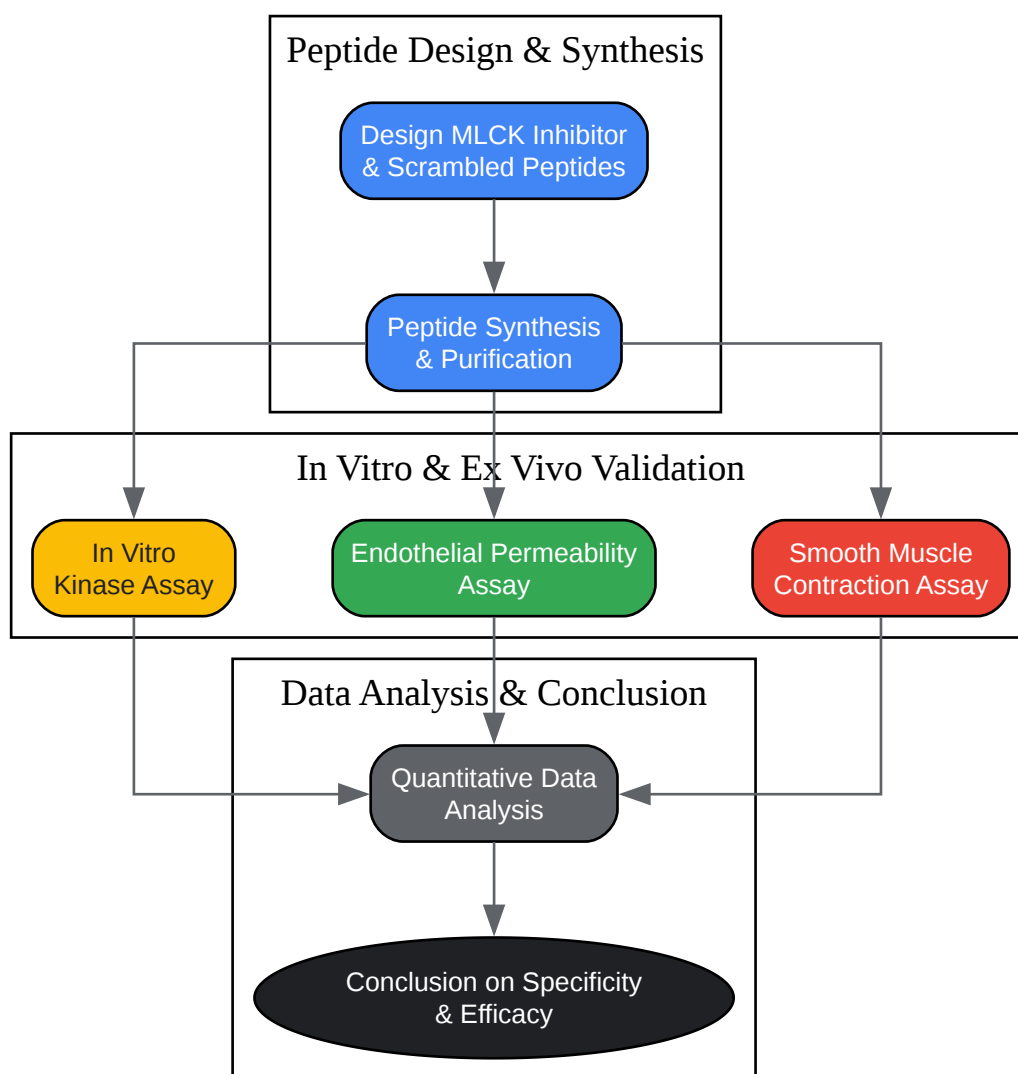 Peptide Design & Synthesis
Design MLCK Inhibitor
& Scrambled Peptides
Peptide Synthesis
& Purification
In Vitro & Ex Vivo Validation
In Vitro
Kinase Assay
Endothelial Permeability
Assay
Smooth Muscle
Contraction Assay
Data Analysis & Conclusion
Quantitative Data
Analysis
Conclusion on Specificity
& Efficacy